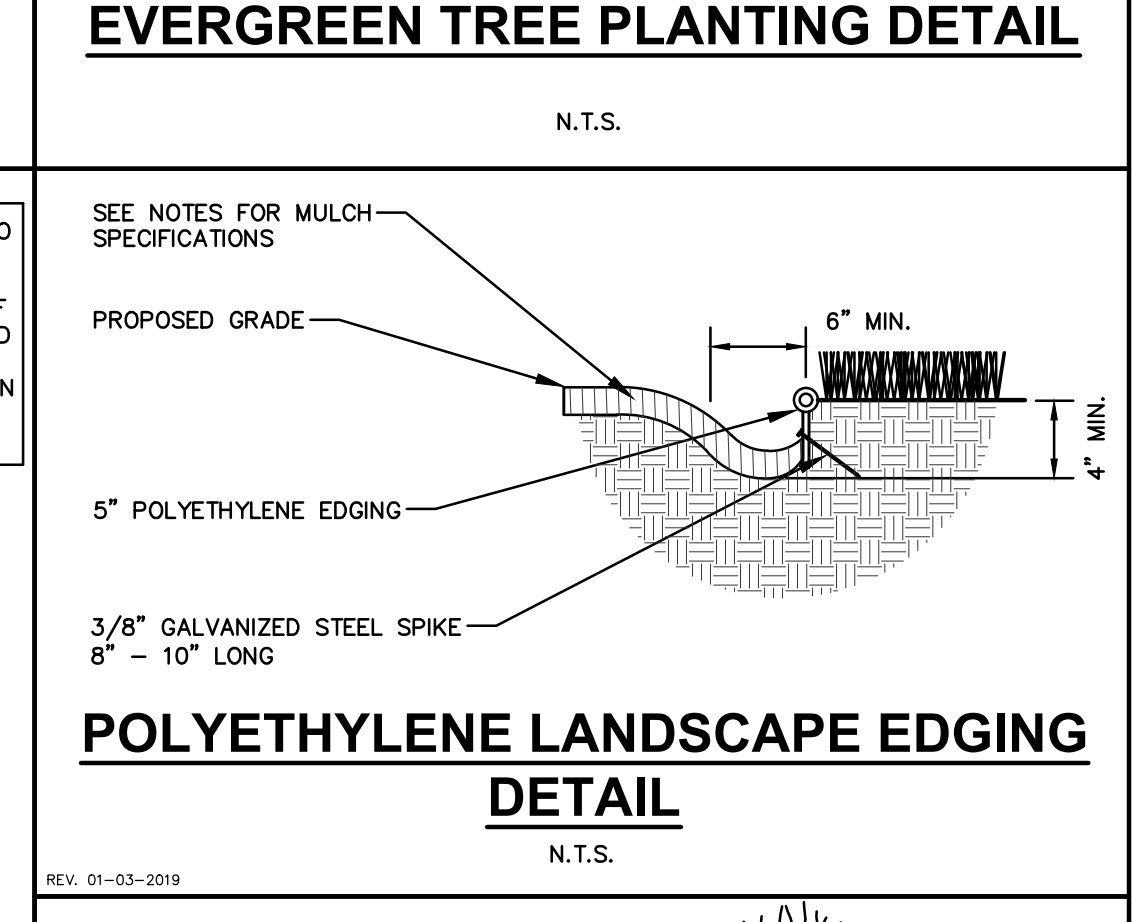 EVERGREEN TREE PLANTING DETAIL
N.T.S.
O
D
N
SEE NOTES FOR MULCH
SPECIFICATIONS
PROPOSED GRADE
6" MIN.
4" MIN.
5" POLYETHYLENE EDGING
3/8" GALVANIZED STEEL SPIKE
8" – 10" LONG
POLYETHYLENE LANDSCAPE EDGING
DETAIL
N.T.S.
REV. 01–03–2019